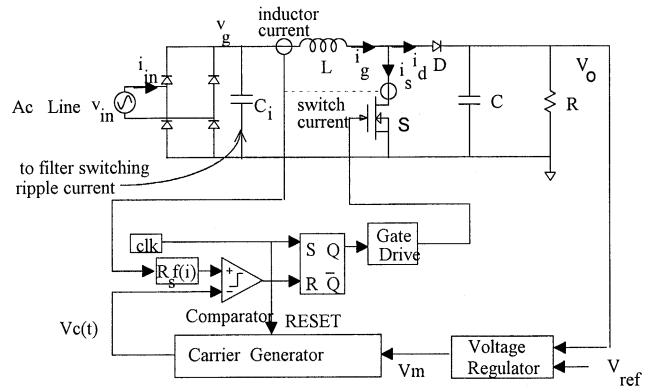 inductor
current
v
g
i
in
L
i
g
i
s
i
d
D
V
o
Ac Line
v
in
C
i
switch
current
S
C
R
to filter switching
ripple current
clk
S Q
R Q̅
Gate
Drive
R f(i)
s
+
−
Comparator
RESET
Vc(t)
Carrier Generator
Vm
Voltage
Regulator
V
ref